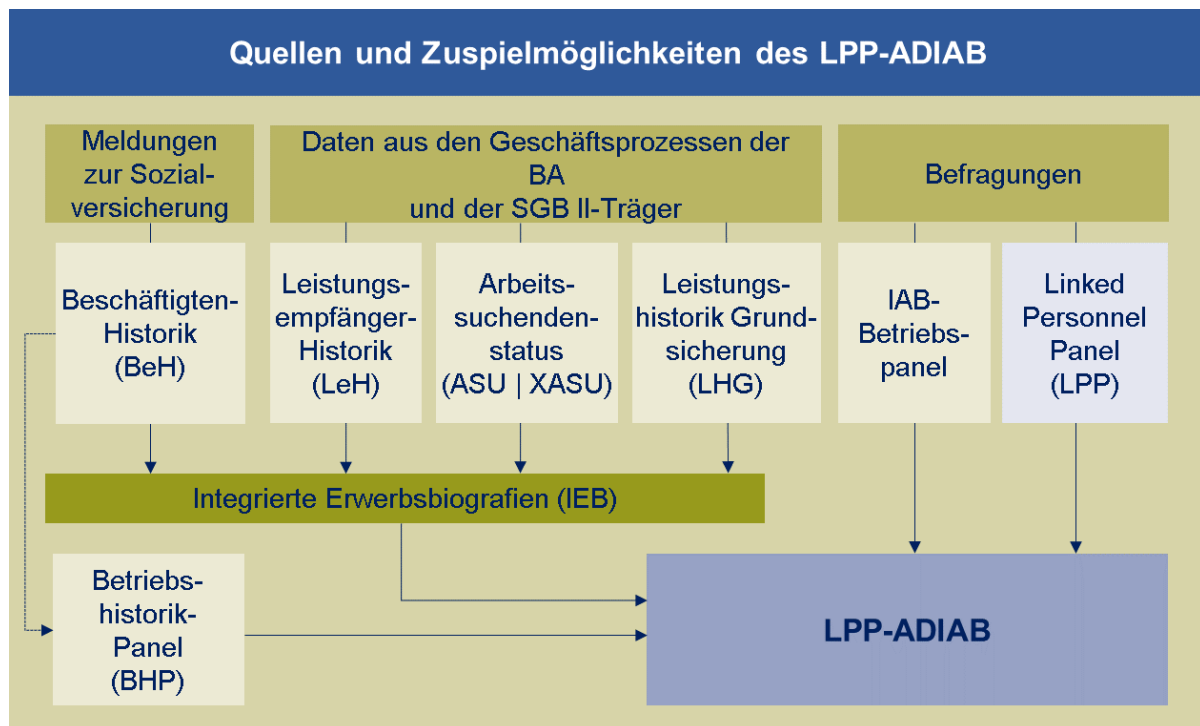 Quellen und Zuspielmöglichkeiten des LPP-ADIAB
Meldungen
zur Sozial-
versicherung
Daten aus den Geschäftsprozessen der
BA
und der SGB II-Träger
Befragungen
Beschäftigten-
Historik
(BeH)
Leistungs-
empfänger-
Historik
(LeH)
Arbeits-
suchenden-
status
(ASU | XASU)
Leistungs-
historik Grund-
sicherung
(LHG)
IAB-
Betriebs-
panel
Linked
Personnel
Panel
(LPP)
Integrierte Erwerbsbiografien (IEB)
Betriebs-
historik-
Panel
(BHP)
LPP-ADIAB